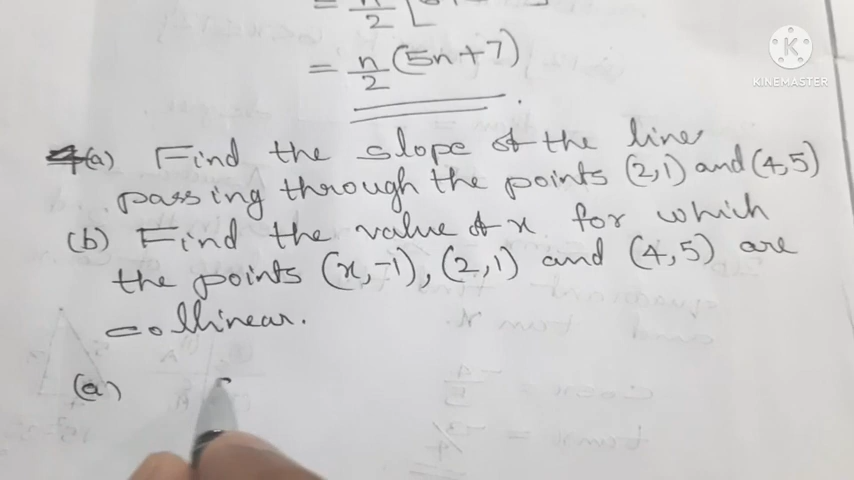 = n/2 [
= n/2 (5n+7)
KINEMASTER
4(a) Find the slope of the line
passing through the points (2,1) and (4,5)
(b) Find the value of x for which
the points (x,-1), (2,1) and (4,5) are
collinear.
(a)